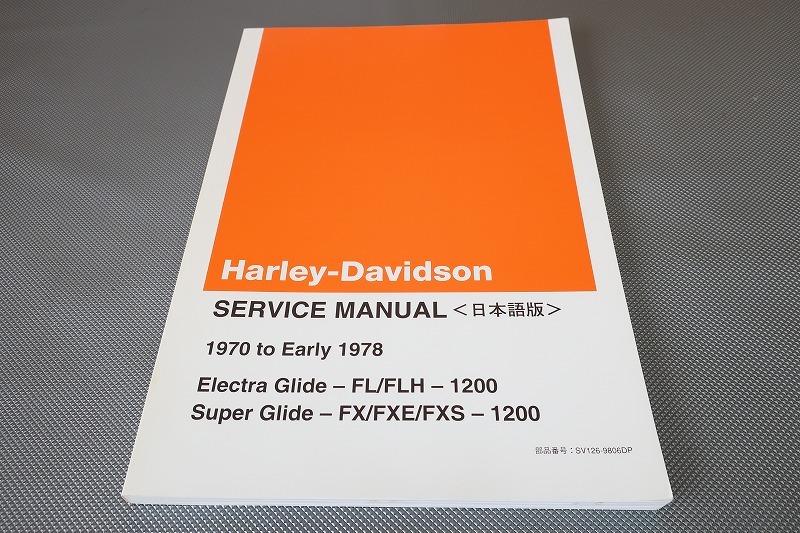 Harley-Davidson
SERVICE MANUAL <日本語版>
1970 to Early 1978
Electra Glide – FL/FLH – 1200
Super Glide – FX/FXE/FXS – 1200
部品番号：SV126-9806DP